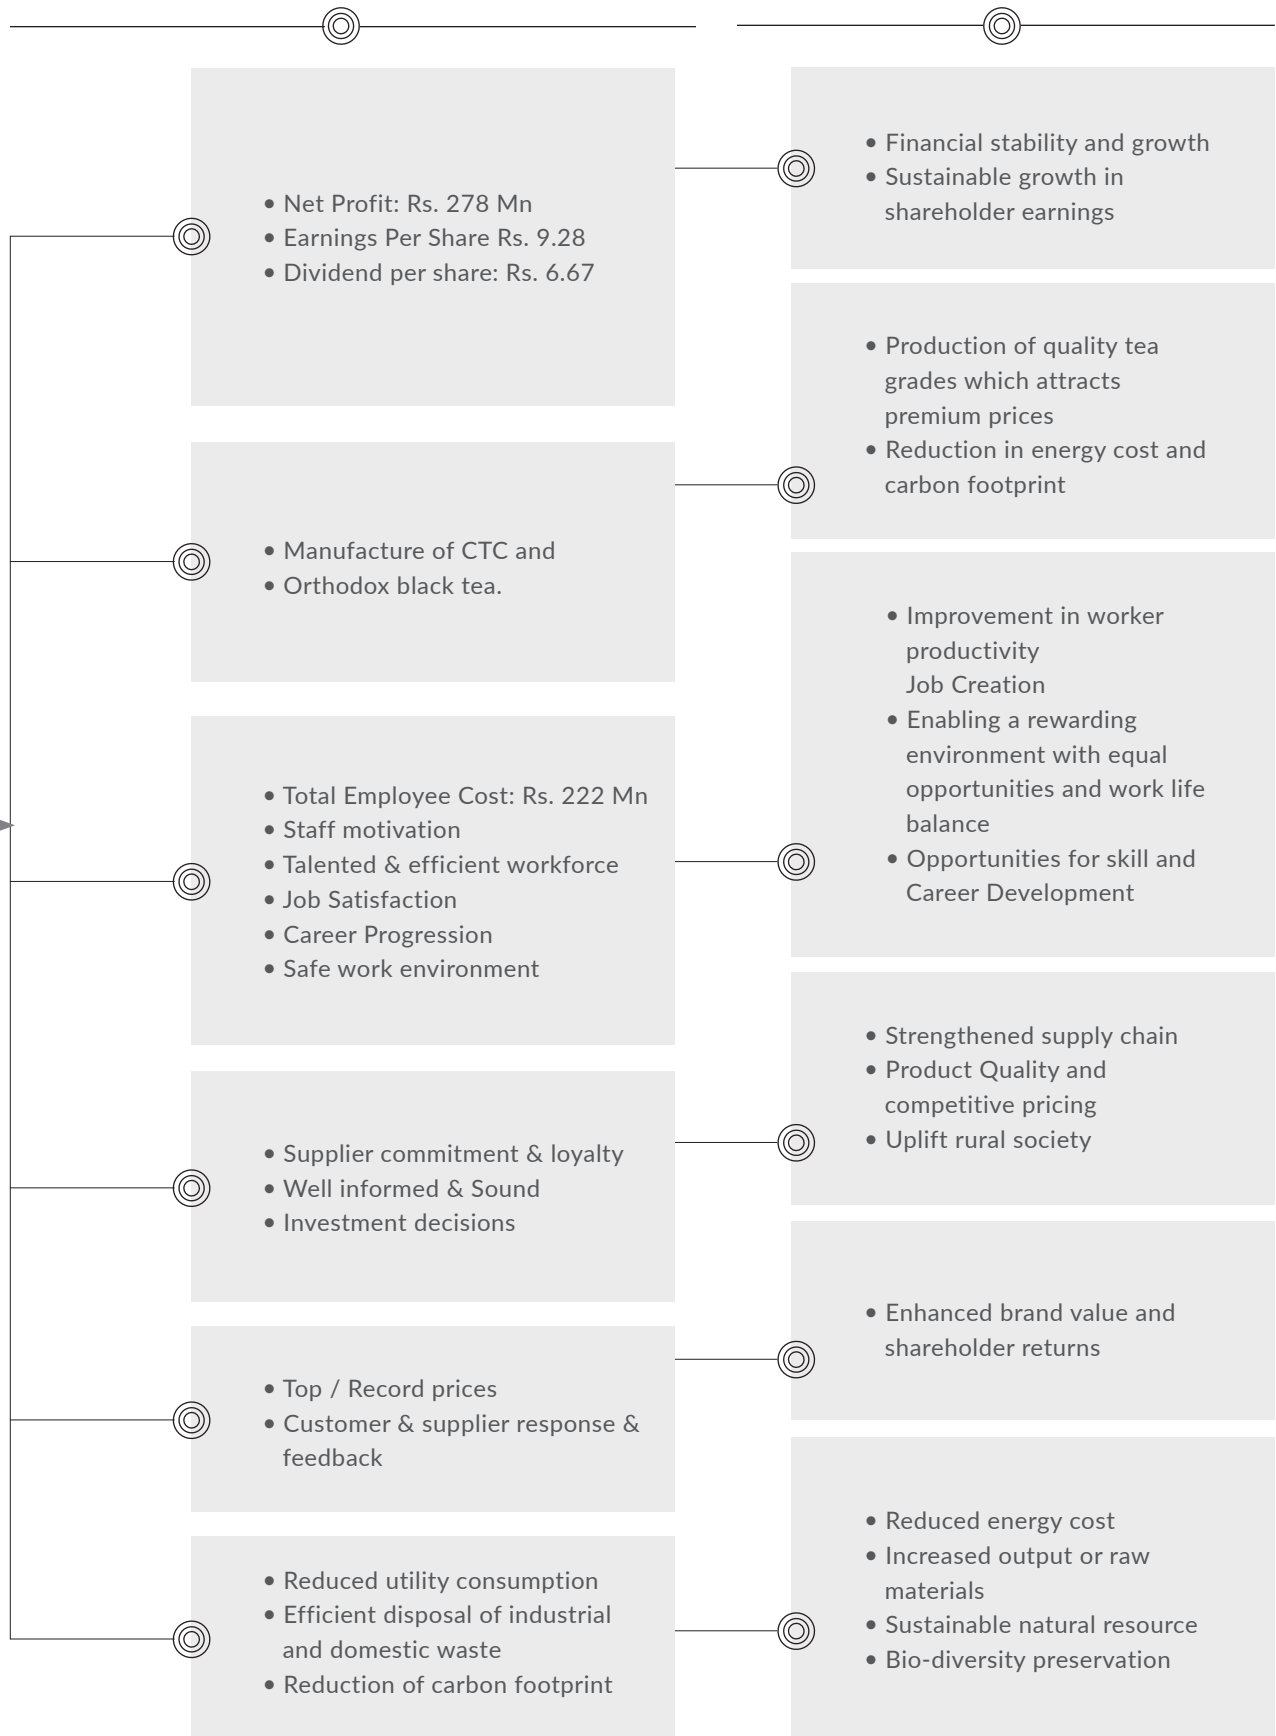 • Net Profit: Rs. 278 Mn
• Earnings Per Share Rs. 9.28
• Dividend per share: Rs. 6.67
• Financial stability and growth
• Sustainable growth in
shareholder earnings
• Manufacture of CTC and
• Orthodox black tea.
• Production of quality tea
grades which attracts
premium prices
• Reduction in energy cost and
carbon footprint
• Total Employee Cost: Rs. 222 Mn
• Staff motivation
• Talented & efficient workforce
• Job Satisfaction
• Career Progression
• Safe work environment
• Improvement in worker
productivity
Job Creation
• Enabling a rewarding
environment with equal
opportunities and work life
balance
• Opportunities for skill and
Career Development
• Supplier commitment & loyalty
• Well informed & Sound
• Investment decisions
• Strengthened supply chain
• Product Quality and
competitive pricing
• Uplift rural society
• Top / Record prices
• Customer & supplier response &
feedback
• Enhanced brand value and
shareholder returns
• Reduced utility consumption
• Efficient disposal of industrial
and domestic waste
• Reduction of carbon footprint
• Reduced energy cost
• Increased output or raw
materials
• Sustainable natural resource
• Bio-diversity preservation